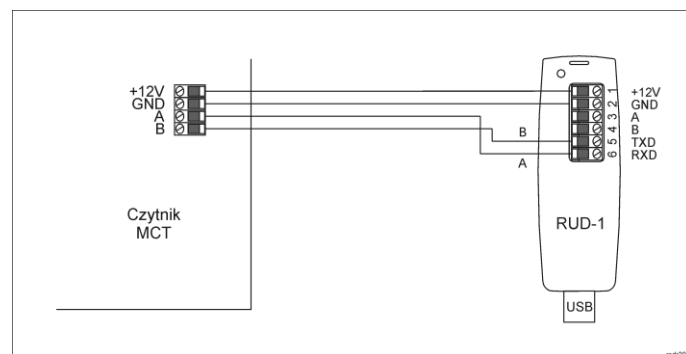 +12V
GND
A
B
Czytnik
MCT
B
A
1
2
3
4
5
6
+12V
GND
A
B
TXD
RXD
RUD-1
USB